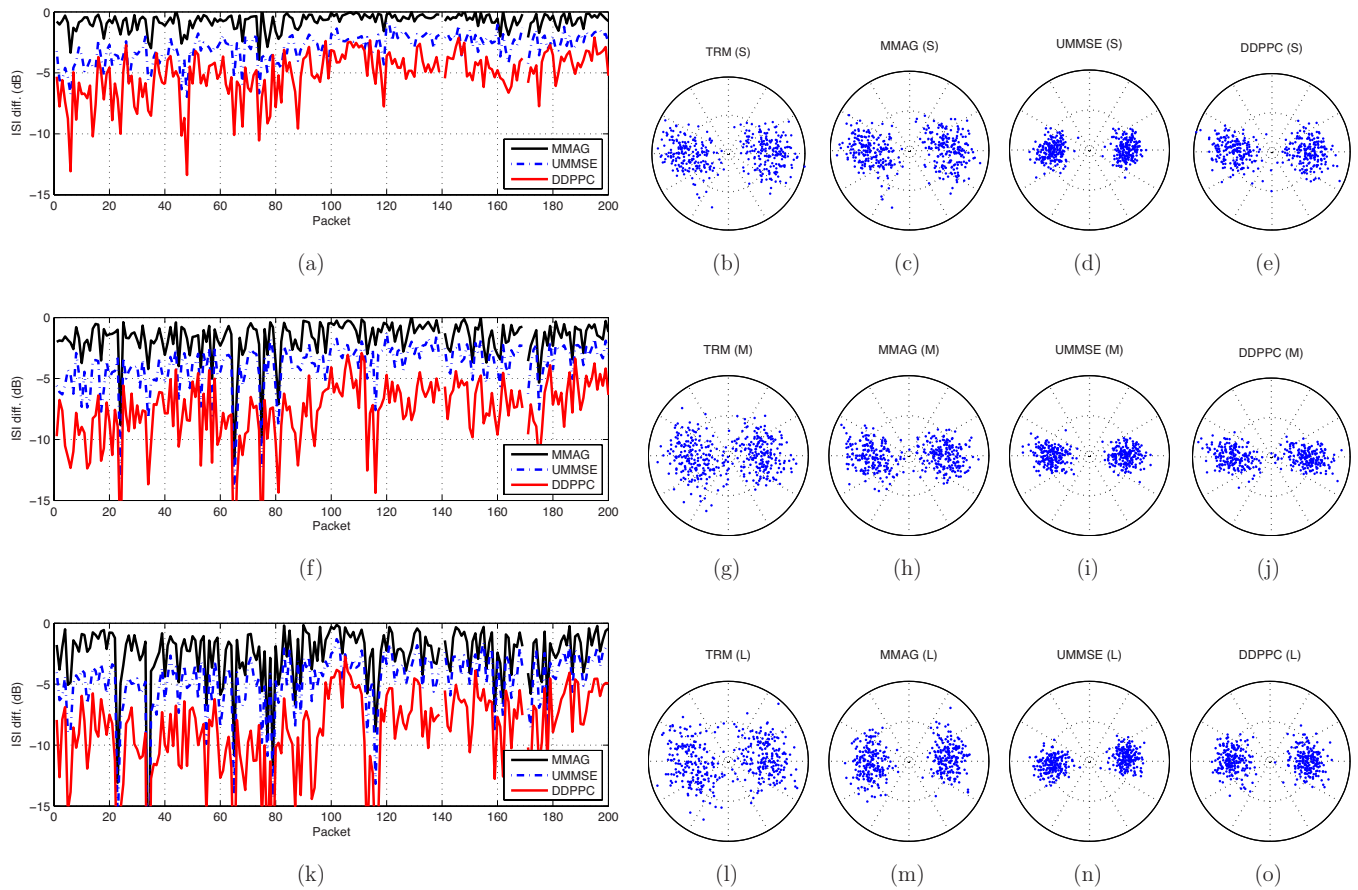 0
−5
−10
−15
ISI diff. (dB)
MMAG
UMMSE
DDPPC
0 20 40 60 80 100 120 140 160 180 200
Packet
(a)
TRM (S)
(b)
MMAG (S)
(c)
UMMSE (S)
(d)
DDPPC (S)
(e)
0
−5
−10
−15
ISI diff. (dB)
MMAG
UMMSE
DDPPC
0 20 40 60 80 100 120 140 160 180 200
Packet
(f)
TRM (M)
(g)
MMAG (M)
(h)
UMMSE (M)
(i)
DDPPC (M)
(j)
0
−5
−10
−15
ISI diff. (dB)
MMAG
UMMSE
DDPPC
0 20 40 60 80 100 120 140 160 180 200
Packet
(k)
TRM (L)
(l)
MMAG (L)
(m)
UMMSE (L)
(n)
DDPPC (L)
(o)